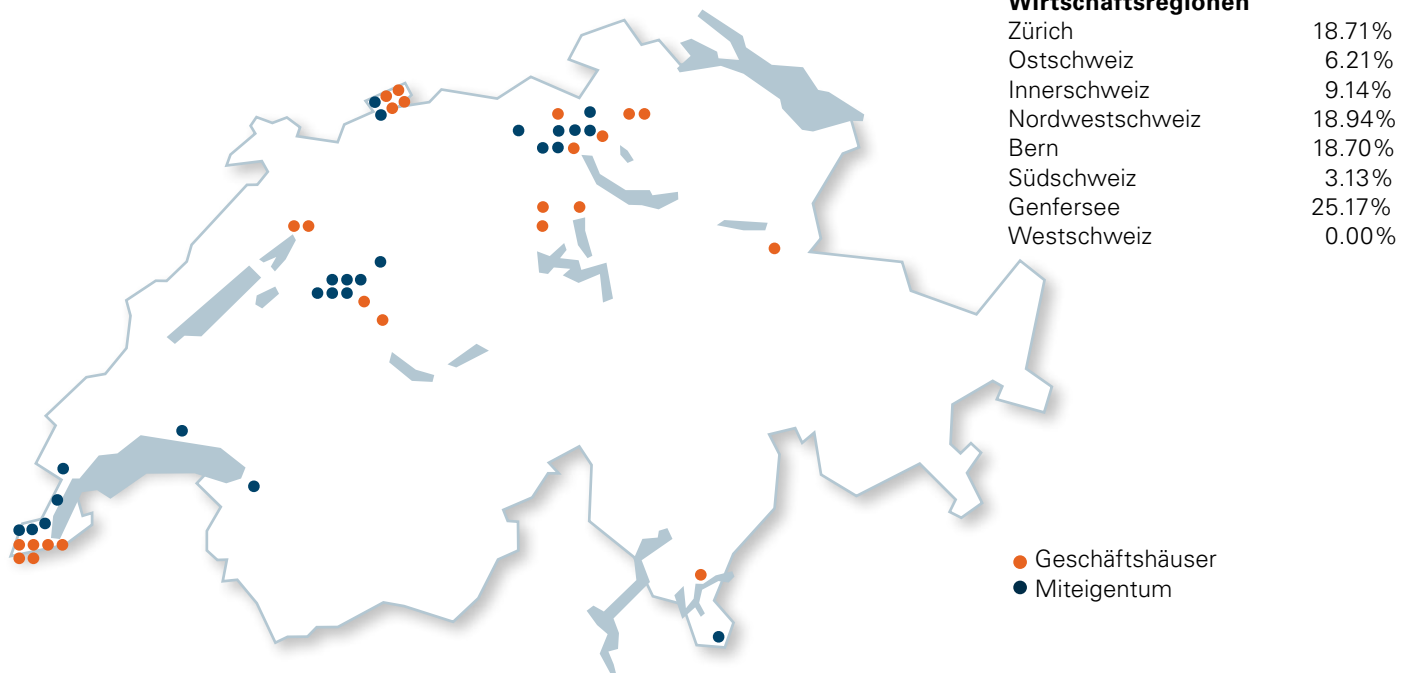 Wirtschaftsregionen
Zürich 18.71%
Ostschweiz 6.21%
Innerschweiz 9.14%
Nordwestschweiz 18.94%
Bern 18.70%
Südschweiz 3.13%
Genfersee 25.17%
Westschweiz 0.00%
Geschäftshäuser
Miteigentum